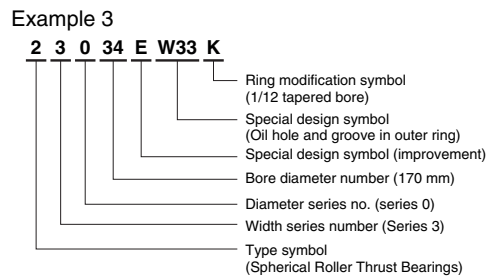 Example 3
2 3 0 34 E W33 K
Ring modification symbol
(1/12 tapered bore)
Special design symbol
(Oil hole and groove in outer ring)
Special design symbol (improvement)
Bore diameter number (170 mm)
Diameter series no. (series 0)
Width series number (Series 3)
Type symbol
(Spherical Roller Thrust Bearings)